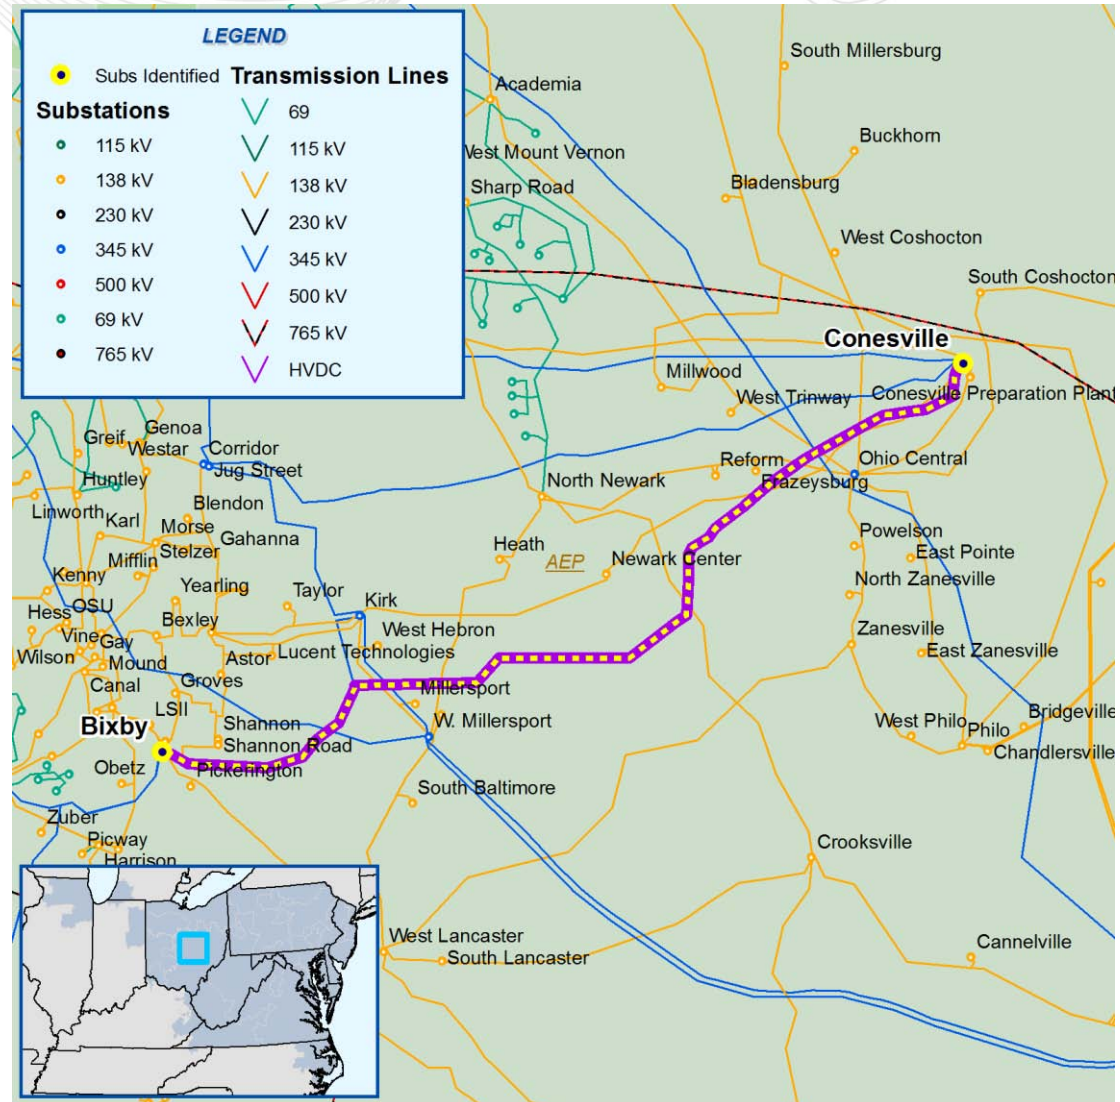 LEGEND
Subs Identified
Substations
115 kV
138 kV
230 kV
345 kV
500 kV
69 kV
765 kV
Transmission Lines
69
115 kV
138 kV
230 kV
345 kV
500 kV
765 kV
HVDC
South Millersburg
Academia
Buckhorn
West Mount Vernon
Sharp Road
Bladensburg
West Coshocton
South Coshocton
Conesville
Millwood
West Trinway
Conesville Preparation Plant
Greif
Genoa
Westar
Corridor
Jug Street
Huntley
Reform
Ohio Central
North Newark
Frazeysburg
Linworth
Blendon
Karl
Morse
Gahanna
Stelzer
Mifflin
Powelson
Heath
AEP
Newark Center
East Pointe
Kenny
Yearling
Taylor
North Zanesville
Hess
OSU
Kirk
Bexley
West Hebron
Zanesville
Vine
Gay
Lucent Technologies
East Zanesville
Wilson
Mound
Astor
Canal
Groves
Millersport
LSII
Shannon
W. Millersport
West Philo
Philo
Bridgeville
Bixby
Shannon Road
Chandlersville
Obetz
Pickerington
South Baltimore
Zuber
Picway
Harrison
Crooksville
West Lancaster
South Lancaster
Cannelville